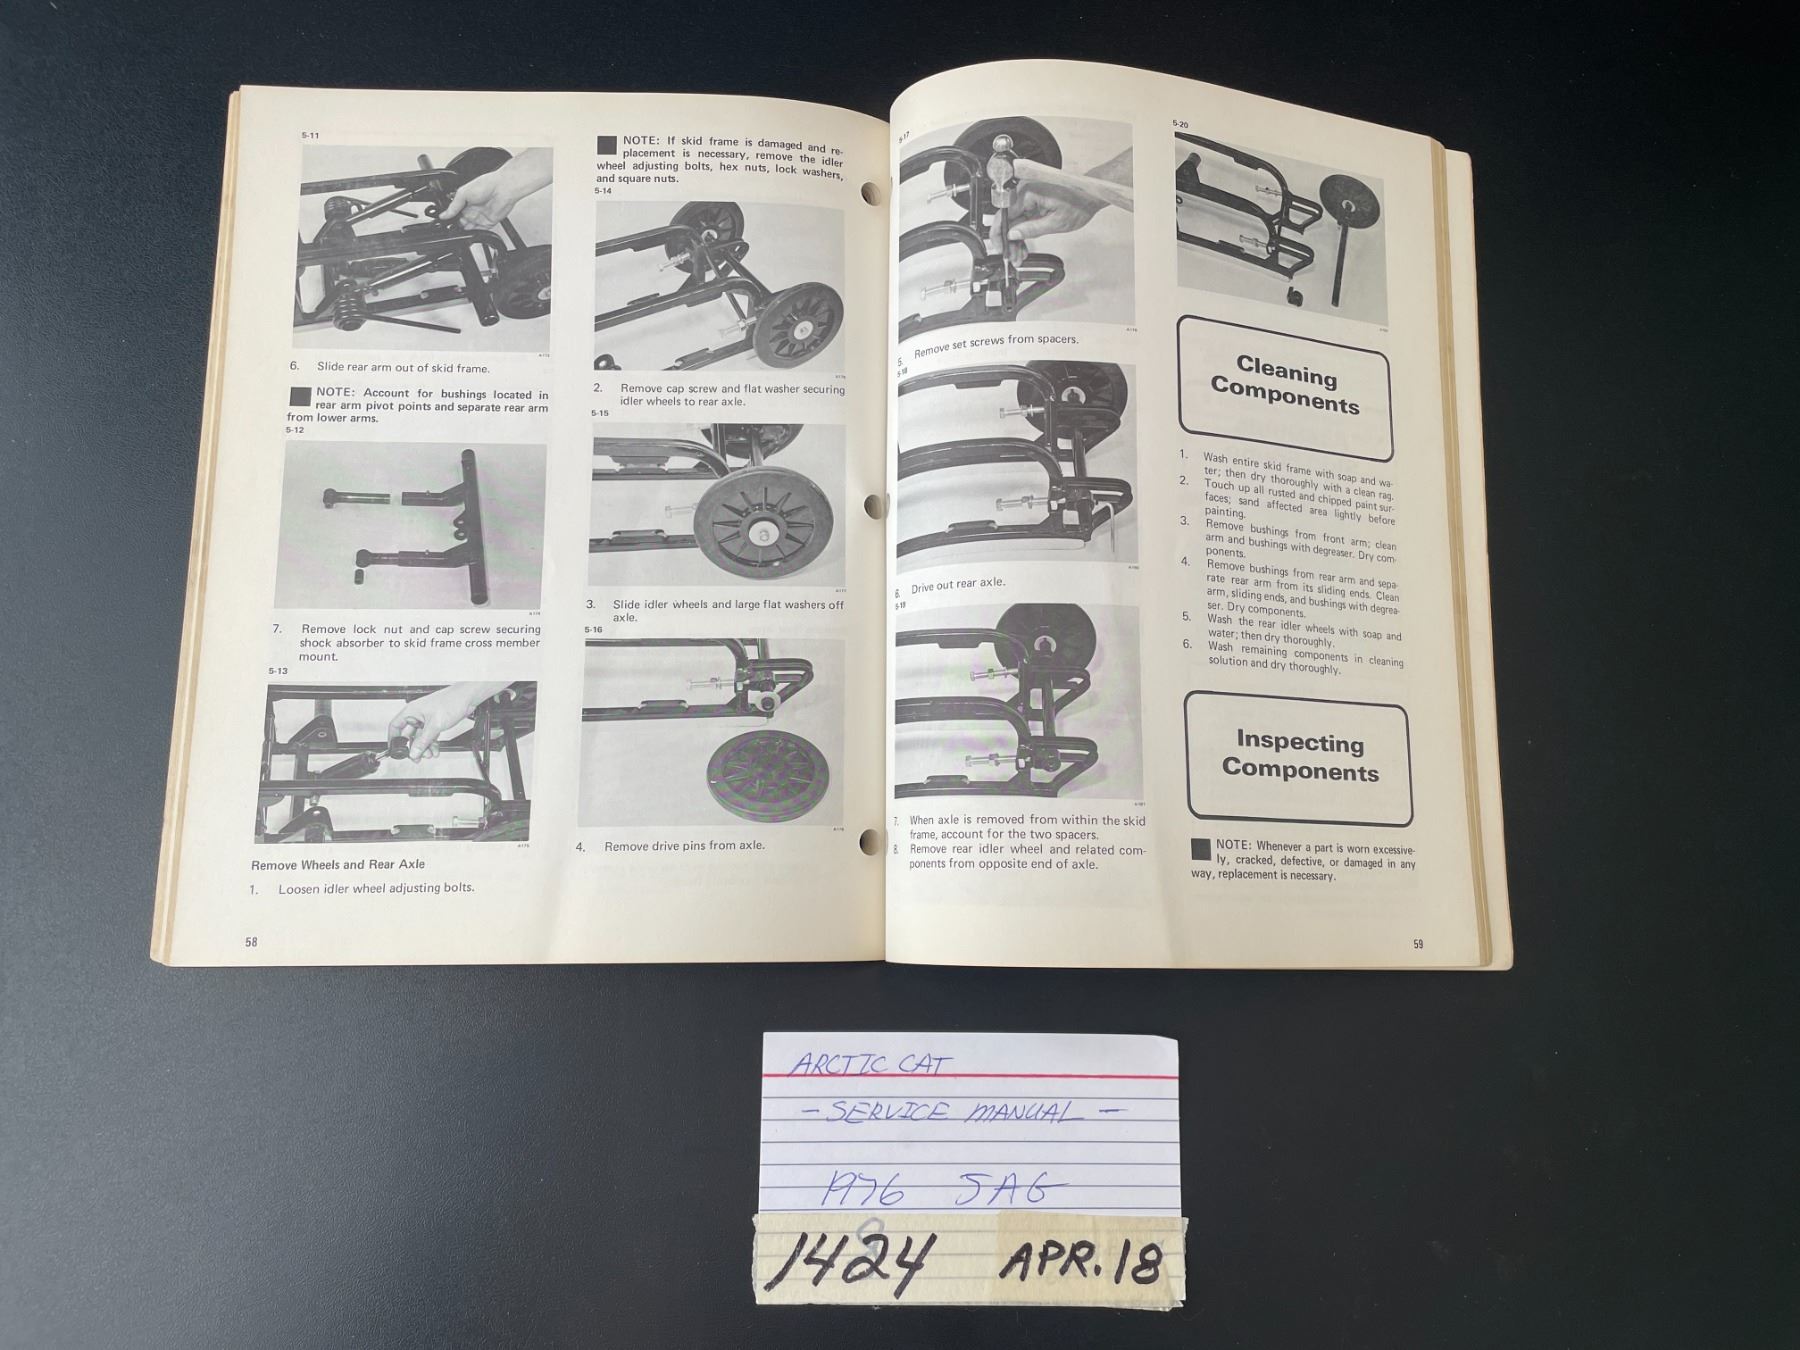 5-11
6. Slide rear arm out of skid frame.
NOTE: Account for bushings located in
rear arm pivot points and separate rear arm
from lower arms.
5-12
7. Remove lock nut and cap screw securing
shock absorber to skid frame cross member
mount.
5-13
Remove Wheels and Rear Axle
1. Loosen idler wheel adjusting bolts.
58
NOTE: If skid frame is damaged and re-
placement is necessary, remove the idler
wheel adjusting bolts, hex nuts, lock washers,
and square nuts.
5-14
2. Remove cap screw and flat washer securing
idler wheels to rear axle.
5-15
3. Slide idler wheels and large flat washers off
axle.
5-16
4. Remove drive pins from axle.
5-17
5. Remove set screws from spacers.
5-18
6. Drive out rear axle.
5-19
7. When axle is removed from within the skid
frame, account for the two spacers.
8. Remove rear idler wheel and related com-
ponents from opposite end of axle.
5-20
Cleaning
Components
1. Wash entire skid frame with soap and wa-
ter; then dry thoroughly with a clean rag.
2. Touch up all rusted and chipped paint sur-
faces; sand affected area lightly before
painting.
3. Remove bushings from front arm; clean
arm and bushings with degreaser. Dry com-
ponents.
4. Remove bushings from rear arm and sepa-
rate rear arm from its sliding ends. Clean
arm, sliding ends, and bushings with degrea-
ser. Dry components.
5. Wash the rear idler wheels with soap and
water; then dry thoroughly.
6. Wash remaining components in cleaning
solution and dry thoroughly.
Inspecting
Components
NOTE: Whenever a part is worn excessive-
ly, cracked, defective, or damaged in any
way, replacement is necessary.
59
ARCTIC CAT
- SERVICE MANUAL -
1976 JAG
1424 APR. 18